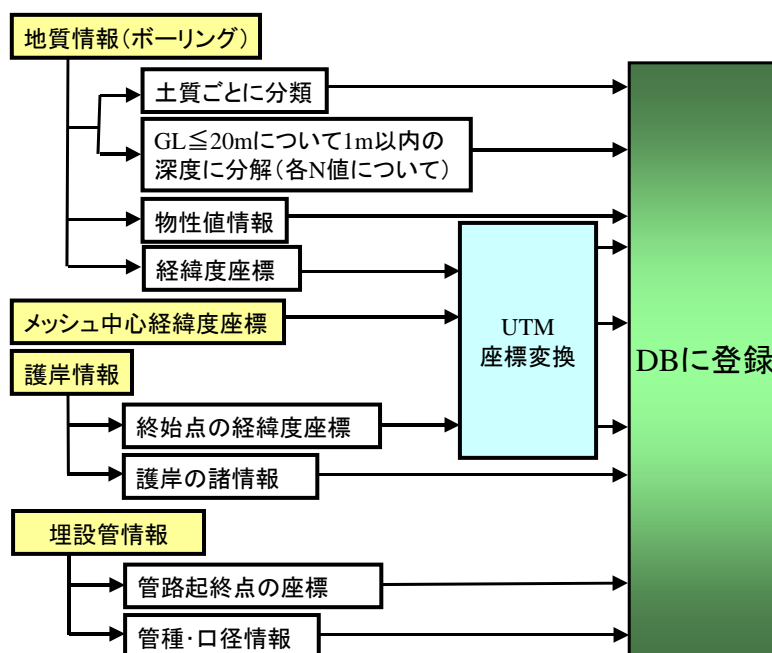 地質情報(ボーリング)
土質ごとに分類
GL≦20mについて1m以内の
深度に分解(各N値について)
物性値情報
経緯度座標
メッシュ中心経緯度座標
UTM
座標変換
DBに登録
護岸情報
終始点の経緯度座標
護岸の諸情報
埋設管情報
管路起終点の座標
管種・口径情報